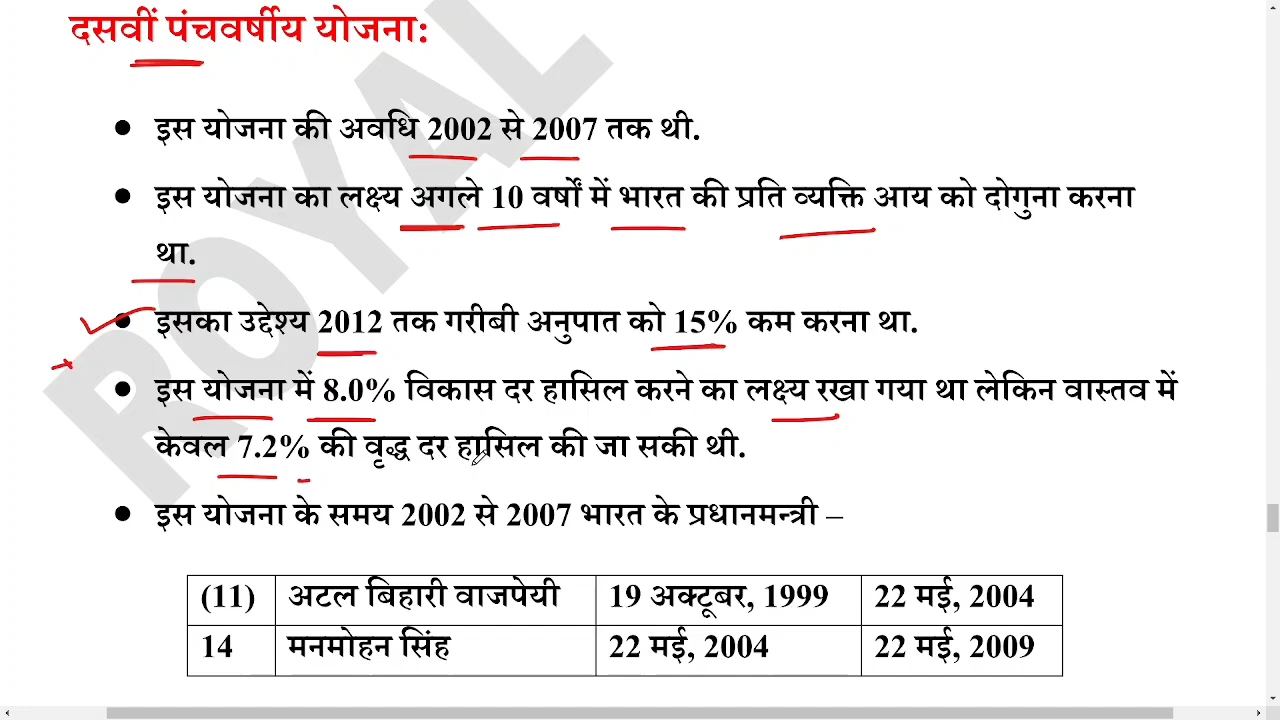 दसवीं पंचवर्षीय योजना:
• इस योजना की अवधि 2002 से 2007 तक थी.
• इस योजना का लक्ष्य अगले 10 वर्षों में भारत की प्रति व्यक्ति आय को दोगुना करना
था.
• इसका उद्देश्य 2012 तक गरीबी अनुपात को 15% कम करना था.
• इस योजना में 8.0% विकास दर हासिल करने का लक्ष्य रखा गया था लेकिन वास्तव में
केवल 7.2% की वृद्ध दर हासिल की जा सकी थी.
• इस योजना के समय 2002 से 2007 भारत के प्रधानमन्त्री –
(11) अटल बिहारी वाजपेयी 19 अक्टूबर, 1999 22 मई, 2004
14 मनमोहन सिंह 22 मई, 2004 22 मई, 2009
ROYAL